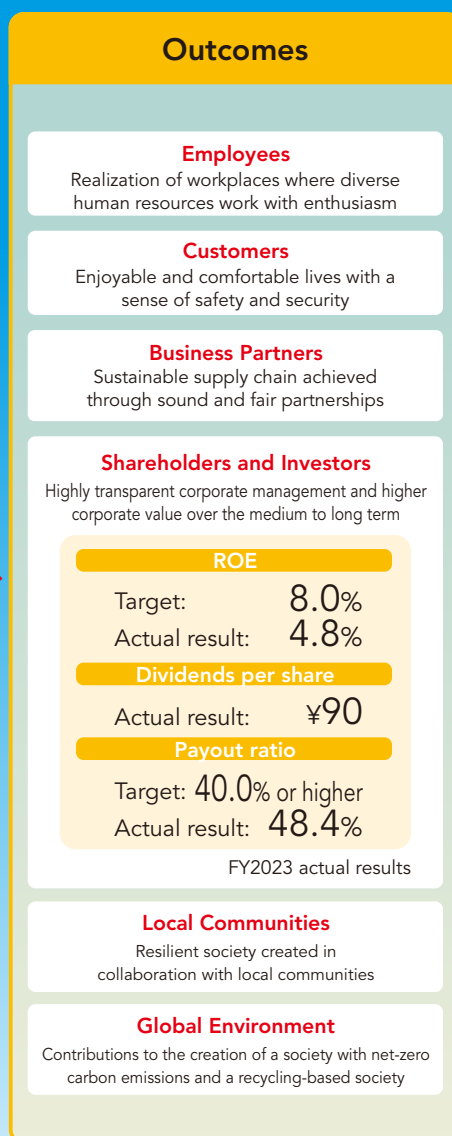 Outcomes
Employees
Realization of workplaces where diverse
human resources work with enthusiasm
Customers
Enjoyable and comfortable lives with a
sense of safety and security
Business Partners
Sustainable supply chain achieved
through sound and fair partnerships
Shareholders and Investors
Highly transparent corporate management and higher
corporate value over the medium to long term
ROE
Target: 8.0%
Actual result: 4.8%
Dividends per share
Actual result: ¥90
Payout ratio
Target: 40.0% or higher
Actual result: 48.4%
FY2023 actual results
Local Communities
Resilient society created in
collaboration with local communities
Global Environment
Contributions to the creation of a society with net-zero
carbon emissions and a recycling-based society